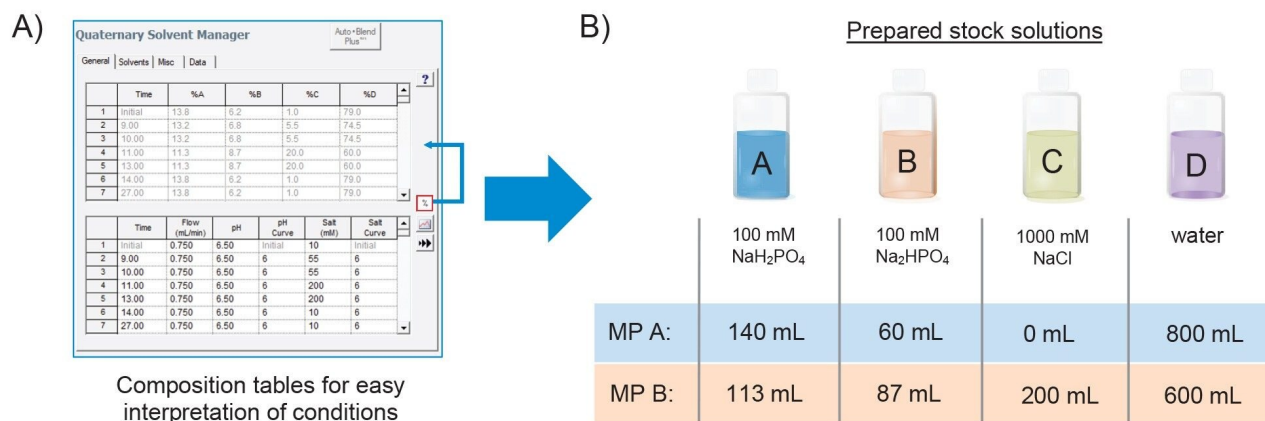 A)
Quaternary Solvent Manager
Auto•Blend
Plus™
General Solvents Misc Data
?
Time %A %B %C %D
1 Initial 13.8 6.2 1.0 79.0
2 9.00 13.2 6.8 5.5 74.5
3 10.00 13.2 6.8 5.5 74.5
4 11.00 11.3 8.7 20.0 60.0
5 13.00 11.3 8.7 20.0 60.0
6 14.00 13.8 6.2 1.0 79.0
7 27.00 13.8 6.2 1.0 79.0
%
Time Flow (mL/min) pH pH Curve Salt (mM) Salt Curve
1 Initial 0.750 6.50 Initial 10 Initial
2 9.00 0.750 6.50 6 55 6
3 10.00 0.750 6.50 6 55 6
4 11.00 0.750 6.50 6 200 6
5 13.00 0.750 6.50 6 200 6
6 14.00 0.750 6.50 6 10 6
7 27.00 0.750 6.50 6 10 6
Composition tables for easy
interpretation of conditions
B)
Prepared stock solutions
A B C D
100 mM NaH₂PO₄ 100 mM Na₂HPO₄ 1000 mM NaCl water
MP A: 140 mL 60 mL 0 mL 800 mL
MP B: 113 mL 87 mL 200 mL 600 mL